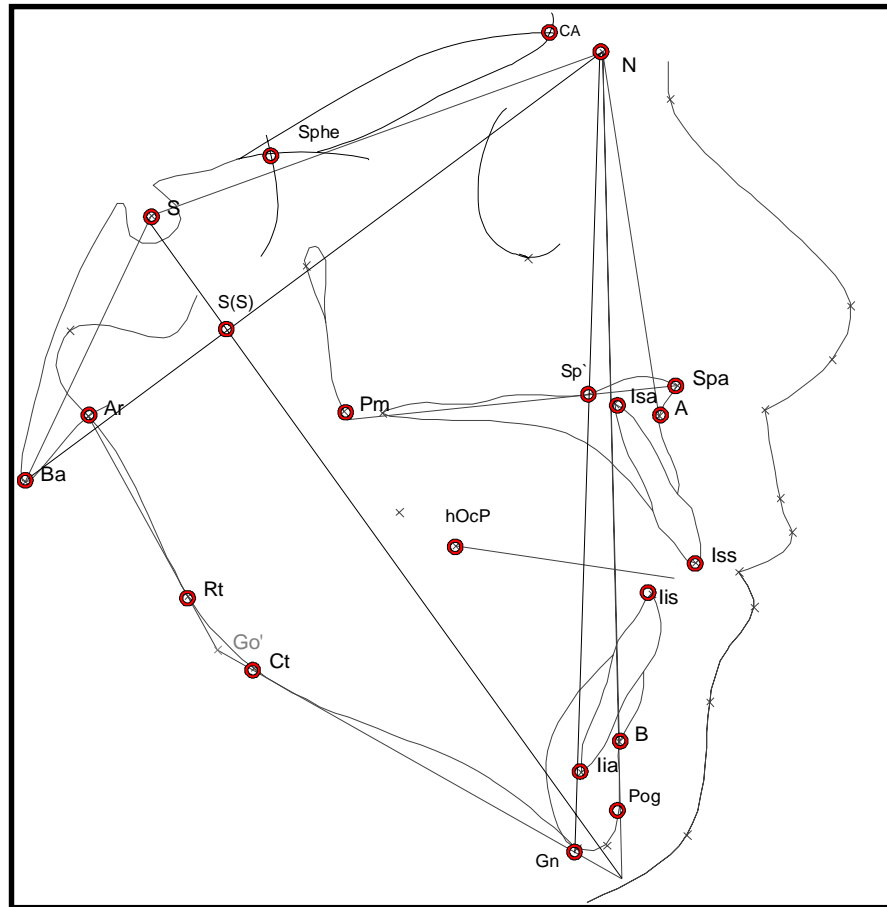 CA
N
Sphe
S
S(S)
Sp`
Spa
Isa
A
Pm
Ar
Ba
hOcP
Iss
Iis
Rt
Go'
Ct
B
Iia
Pog
Gn